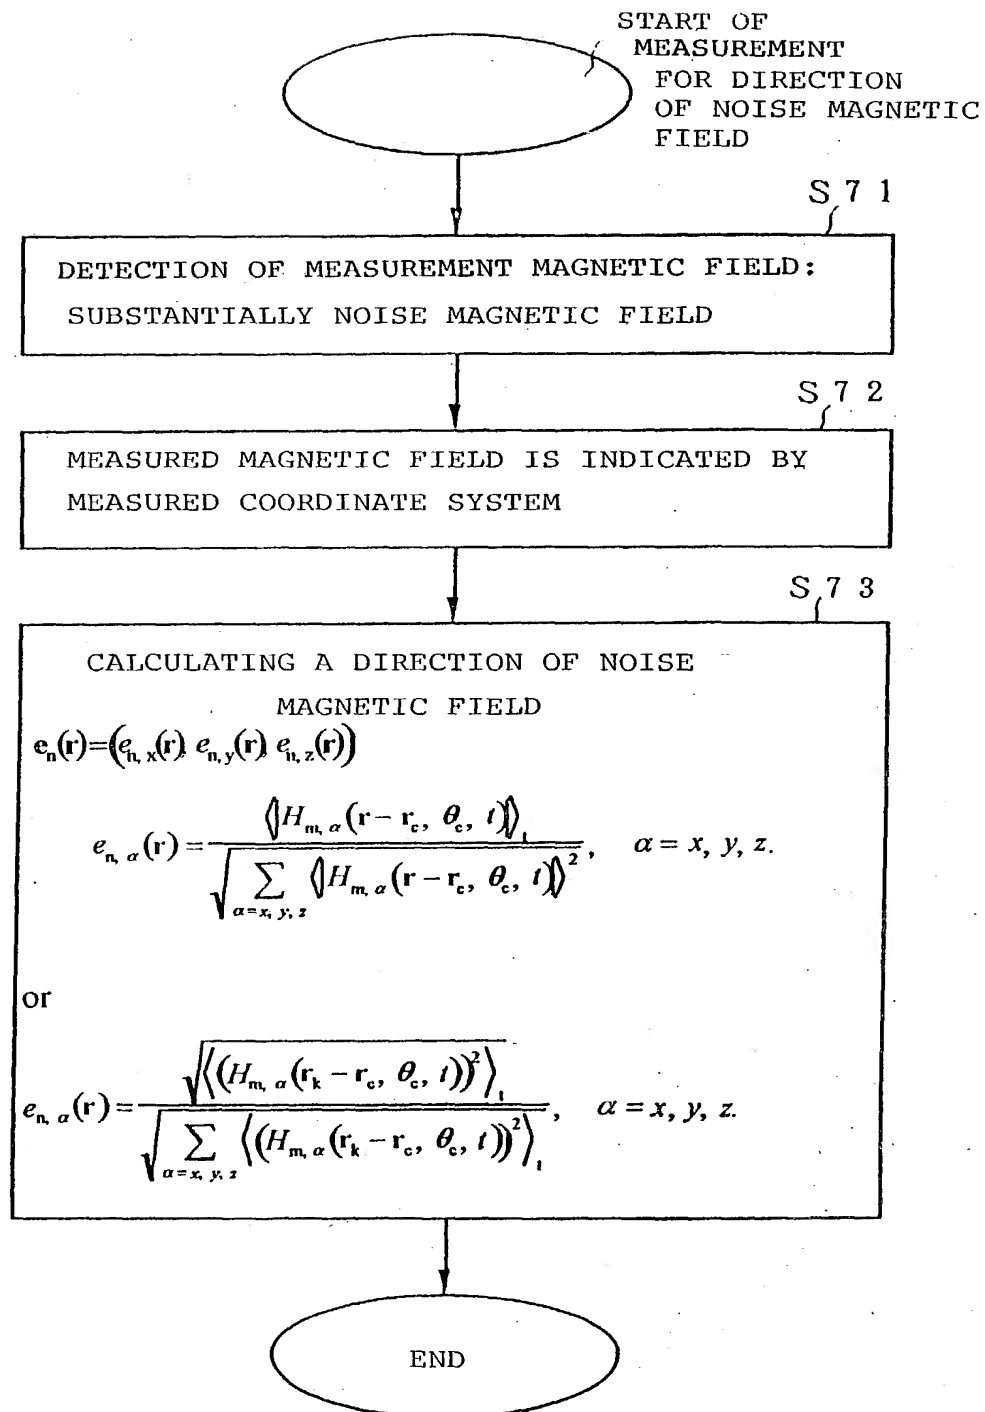 START OF
MEASUREMENT
FOR DIRECTION
OF NOISE MAGNETIC
FIELD
S71
DETECTION OF MEASUREMENT MAGNETIC FIELD:
SUBSTANTIALLY NOISE MAGNETIC FIELD
S72
MEASURED MAGNETIC FIELD IS INDICATED BY
MEASURED COORDINATE SYSTEM
S73
CALCULATING A DIRECTION OF NOISE
MAGNETIC FIELD
e_n(r)=(e_{n,x}(r), e_{n,y}(r), e_{n,z}(r))
e_{n,α}(r) = ⟨|H_{m,α}(r−r_c, θ_c, t)|⟩_t / √(∑_{α=x,y,z} ⟨|H_{m,α}(r−r_c, θ_c, t)|⟩²), α = x, y, z.
or
e_{n,α}(r) = √(⟨(H_{m,α}(r_k−r_c, θ_c, t))²⟩_t) / √(∑_{α=x,y,z} ⟨(H_{m,α}(r_k−r_c, θ_c, t))²⟩_t), α = x, y, z.
END